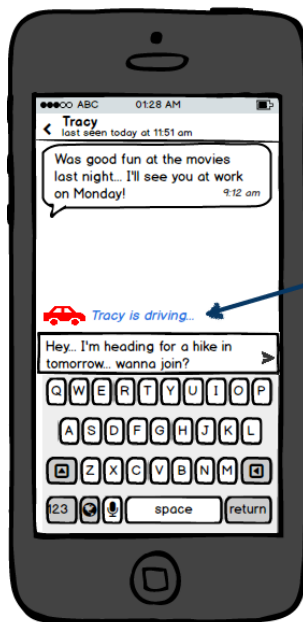 ABC 01:28 AM
Tracy
last seen today at 11:51 am
Was good fun at the movies
last night... I'll see you at work
on Monday!
9:12 am
Tracy is driving...
Hey... I'm heading for a hike in
tomorrow... wanna join?
Q W E R T Y U I O P
A S D F G H J K L
Z X C V B N M
123 space return